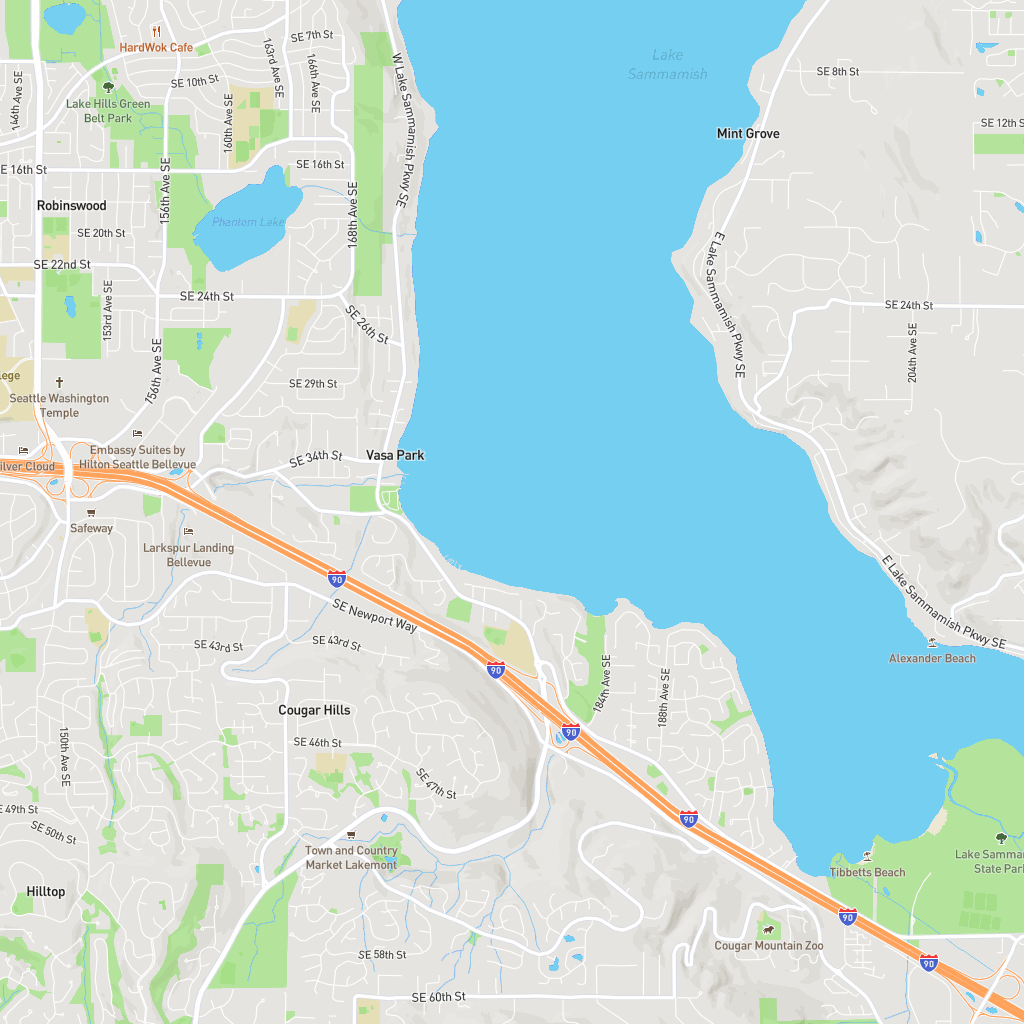 SE 7th St
HardWok Cafe
163rd Ave SE
166th Ave SE
SE 10th St
W Lake Sammamish Pkwy SE
Lake
Sammamish
SE 8th St
146th Ave SE
Lake Hills Green
Belt Park
160th Ave SE
Mint Grove
SE 12th S
SE 16th St
SE 16th St
156th Ave SE
168th Ave SE
Robinswood
Phantom Lake
SE 20th St
SE 22nd St
SE 24th St
153rd Ave SE
SE 26th St
E Lake Sammamish Pkwy SE
SE 24th St
204th Ave SE
156th Ave SE
lege
SE 29th St
Seattle Washington
Temple
Embassy Suites by
Hilton Seattle Bellevue
SE 34th St
Vasa Park
ilver Cloud
Safeway
Larkspur Landing
Bellevue
90
SE Newport Way
E Lake Sammamish Pkwy SE
SE 43rd St
SE 43rd St
90
Alexander Beach
184th Ave SE
188th Ave SE
Cougar Hills
90
150th Ave SE
SE 46th St
SE 47th St
SE 49th St
SE 50th St
90
Town and Country
Market Lakemont
Lake Samma
State Park
Tibbetts Beach
Hilltop
90
Cougar Mountain Zoo
SE 58th St
90
SE 60th St